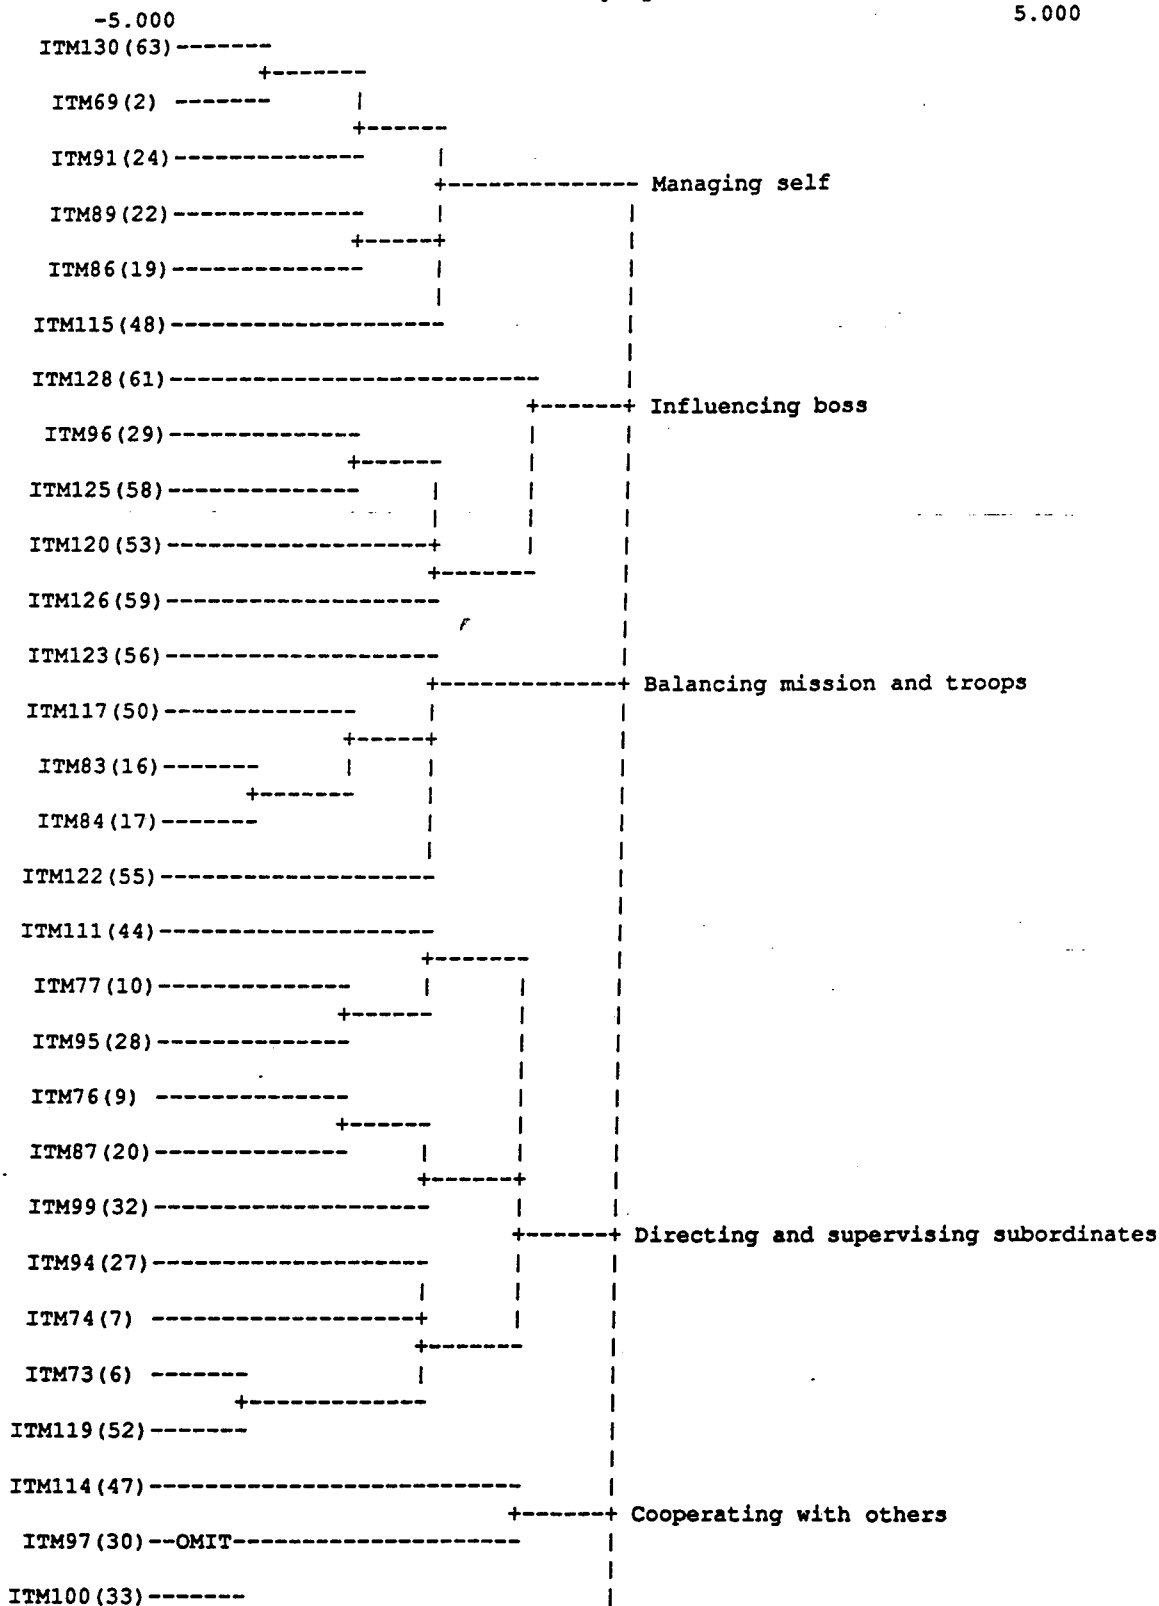 -5.000 5.000
ITM130(63)
ITM69(2)
ITM91(24)
Managing self
ITM89(22)
ITM86(19)
ITM115(48)
ITM128(61)
Influencing boss
ITM96(29)
ITM125(58)
ITM120(53)
ITM126(59)
ITM123(56)
Balancing mission and troops
ITM117(50)
ITM83(16)
ITM84(17)
ITM122(55)
ITM111(44)
ITM77(10)
ITM95(28)
ITM76(9)
ITM87(20)
ITM99(32)
Directing and supervising subordinates
ITM94(27)
ITM74(7)
ITM73(6)
ITM119(52)
ITM114(47)
Cooperating with others
ITM97(30)--OMIT
ITM100(33)